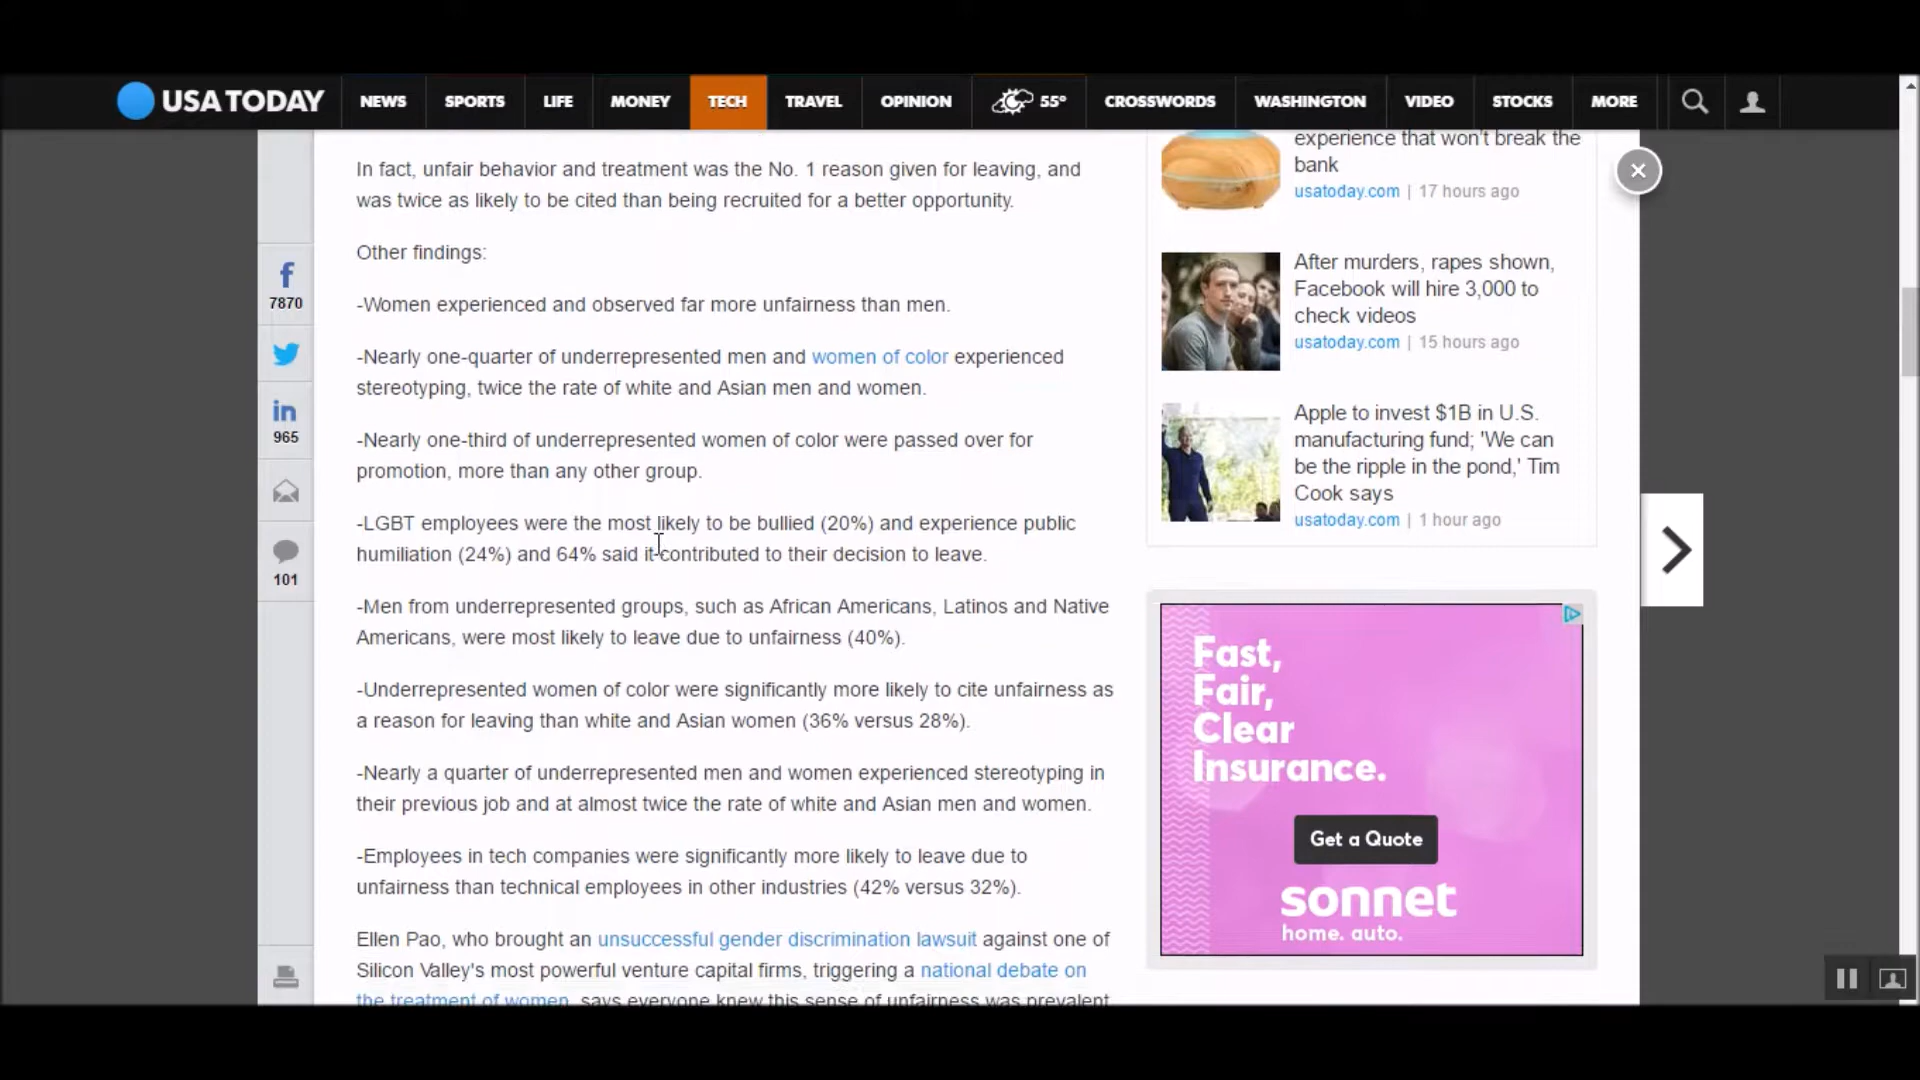 USA TODAY
NEWS
SPORTS
LIFE
MONEY
TECH
TRAVEL
OPINION
55°
CROSSWORDS
WASHINGTON
VIDEO
STOCKS
MORE
In fact, unfair behavior and treatment was the No. 1 reason given for leaving, and
was twice as likely to be cited than being recruited for a better opportunity.
Other findings:
-Women experienced and observed far more unfairness than men.
-Nearly one-quarter of underrepresented men and women of color experienced
stereotyping, twice the rate of white and Asian men and women.
-Nearly one-third of underrepresented women of color were passed over for
promotion, more than any other group.
-LGBT employees were the most likely to be bullied (20%) and experience public
humiliation (24%) and 64% said it contributed to their decision to leave.
-Men from underrepresented groups, such as African Americans, Latinos and Native
Americans, were most likely to leave due to unfairness (40%).
-Underrepresented women of color were significantly more likely to cite unfairness as
a reason for leaving than white and Asian women (36% versus 28%).
-Nearly a quarter of underrepresented men and women experienced stereotyping in
their previous job and at almost twice the rate of white and Asian men and women.
-Employees in tech companies were significantly more likely to leave due to
unfairness than technical employees in other industries (42% versus 32%).
Ellen Pao, who brought an unsuccessful gender discrimination lawsuit against one of
Silicon Valley's most powerful venture capital firms, triggering a national debate on
the treatment of women, says everyone knew this sense of unfairness was prevalent
f
7870
in
965
101
experience that won't break the
bank
usatoday.com | 17 hours ago
After murders, rapes shown,
Facebook will hire 3,000 to
check videos
usatoday.com | 15 hours ago
Apple to invest $1B in U.S.
manufacturing fund; 'We can
be the ripple in the pond,' Tim
Cook says
usatoday.com | 1 hour ago
Fast,
Fair,
Clear
Insurance.
Get a Quote
sonnet
home. auto.